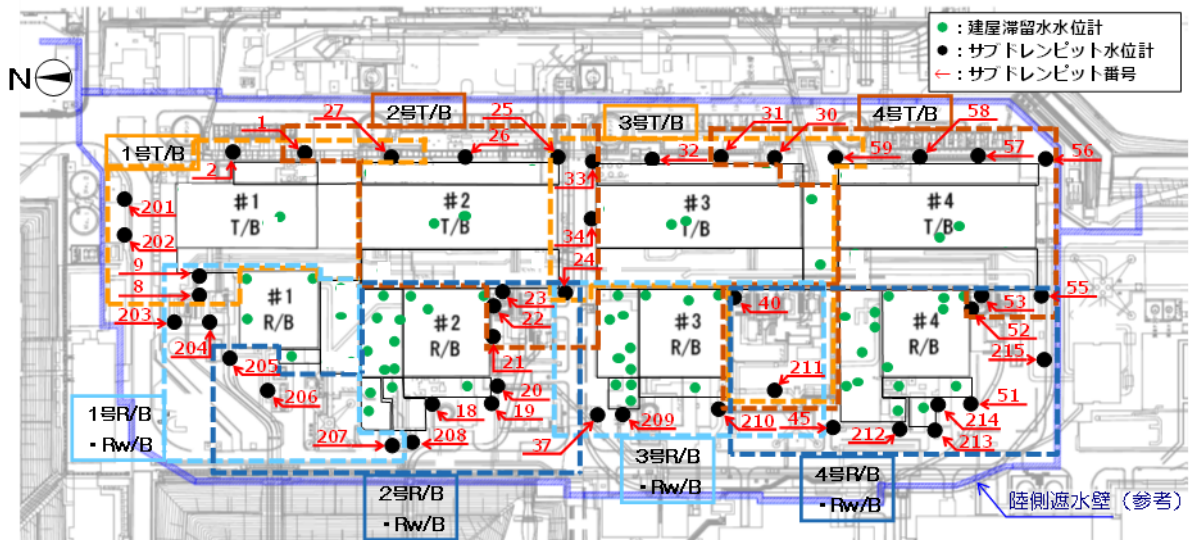 ●：建屋滞留水水位計
●：サブドレンピット水位計
←：サブドレンピット番号
N
2号T/B
3号T/B
4号T/B
1号T/B
1
27
25
26
31
30
58
2
32
59
57
56
33
201
#1
T/B
#2
T/B
#3
T/B
#4
T/B
202
34
9
24
8
23
40
53
55
#1
R/B
22
#2
R/B
#3
R/B
#4
R/B
52
203
204
21
215
205
20
211
206
51
1号R/B
・Rw/B
18
19
209
210
45
214
207
208
37
212
213
3号R/B
・Rw/B
4号R/B
・Rw/B
2号R/B
・Rw/B
陸側遮水壁（参考）